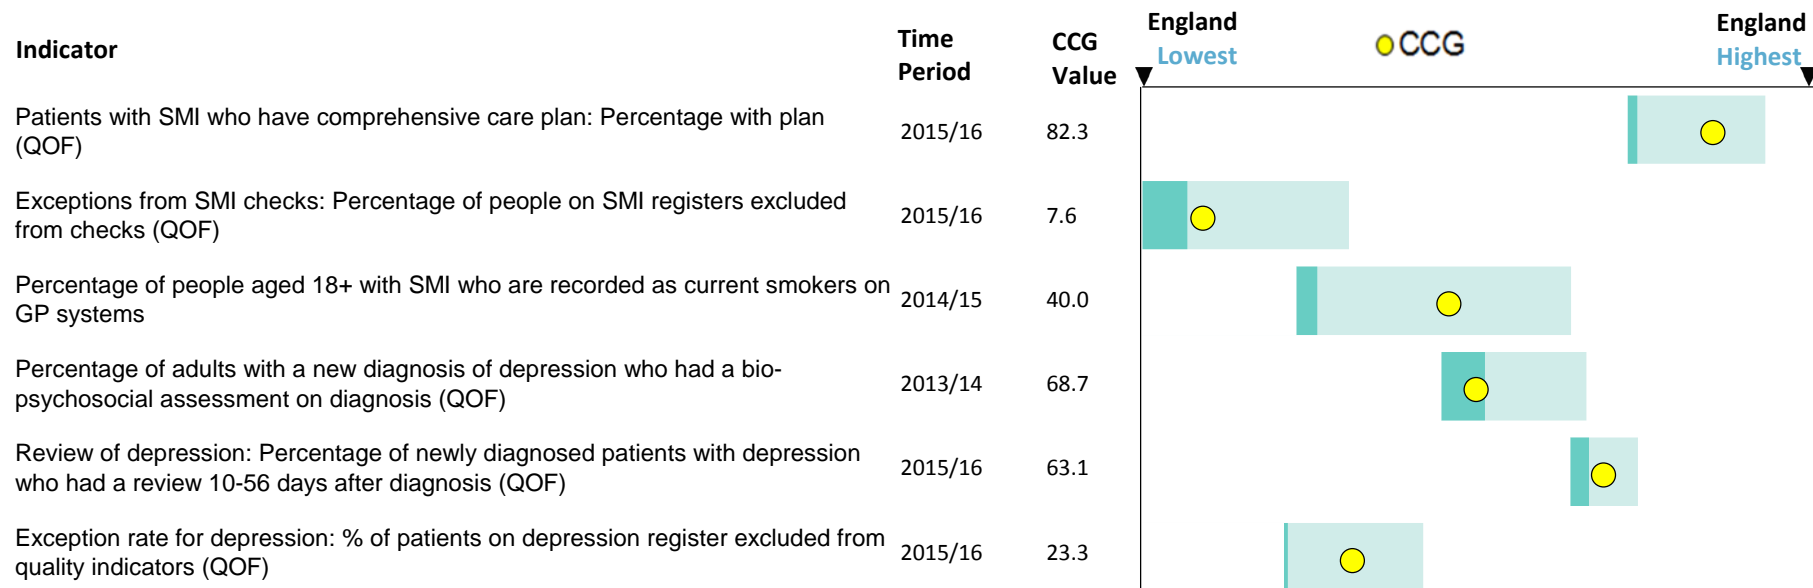 Indicator
Time
Period
CCG
Value
England
Lowest
CCG
England
Highest
Patients with SMI who have comprehensive care plan: Percentage with plan
(QOF)
2015/16
82.3
Exceptions from SMI checks: Percentage of people on SMI registers excluded
from checks (QOF)
2015/16
7.6
Percentage of people aged 18+ with SMI who are recorded as current smokers on
GP systems
2014/15
40.0
Percentage of adults with a new diagnosis of depression who had a bio-
psychosocial assessment on diagnosis (QOF)
2013/14
68.7
Review of depression: Percentage of newly diagnosed patients with depression
who had a review 10-56 days after diagnosis (QOF)
2015/16
63.1
Exception rate for depression: % of patients on depression register excluded from
quality indicators (QOF)
2015/16
23.3